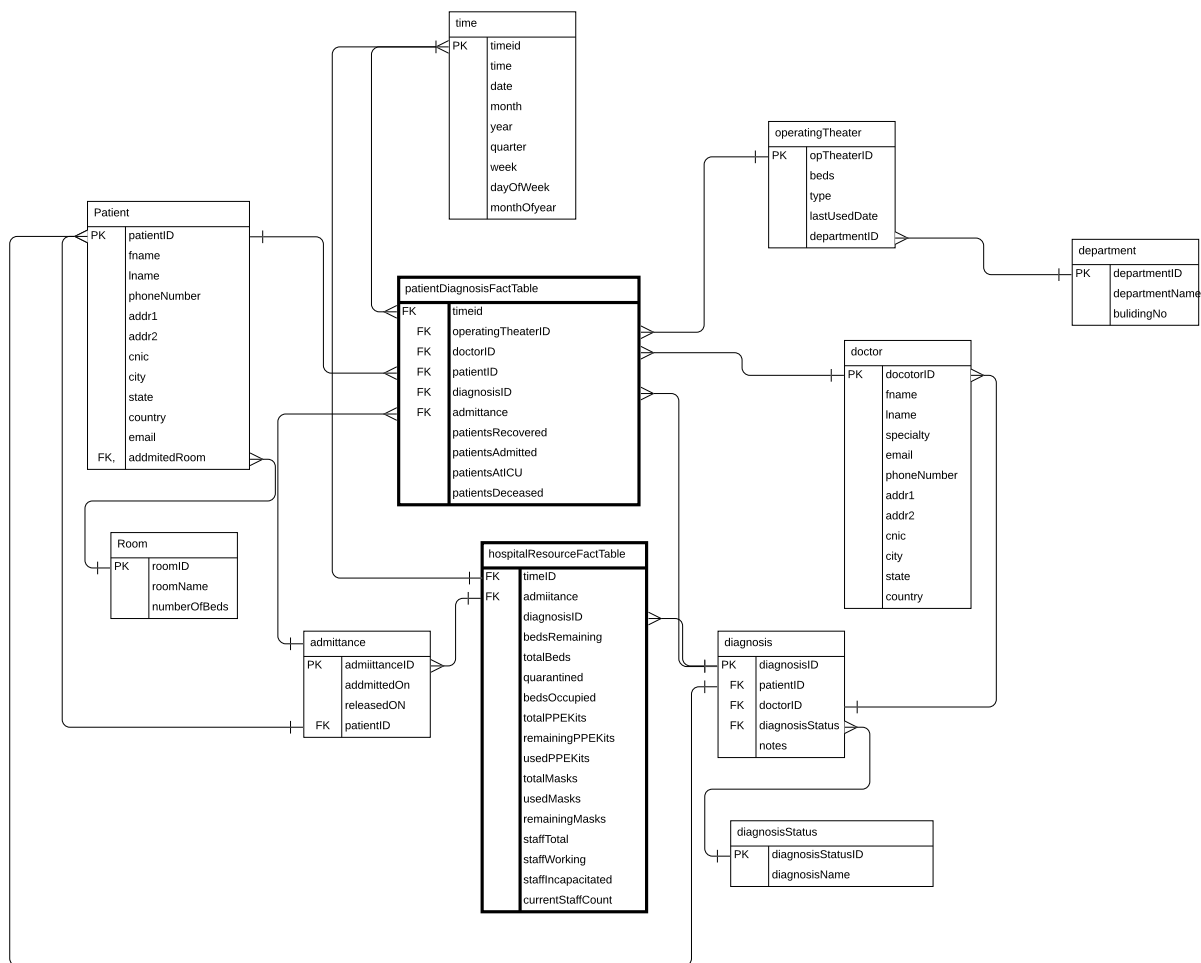 time
PK timeid
time
date
month
year
quarter
week
dayOfWeek
monthOfyear
operatingTheater
PK opTheaterID
beds
type
lastUsedDate
departmentID
department
PK departmentID
departmentName
bulidingNo
Patient
PK patientID
fname
lname
phoneNumber
addr1
addr2
cnic
city
state
country
email
FK, addmitedRoom
patientDiagnosisFactTable
FK timeid
FK operatingTheaterID
FK doctorID
FK patientID
FK diagnosisID
FK admittance
patientsRecovered
patientsAdmitted
patientsAtICU
patientsDeceased
doctor
PK docotorID
fname
lname
specialty
email
phoneNumber
addr1
addr2
cnic
city
state
country
Room
PK roomID
roomName
numberOfBeds
hospitalResourceFactTable
FK timeID
FK admiitance
diagnosisID
bedsRemaining
totalBeds
quarantined
bedsOccupied
totalPPEKits
remainingPPEKits
usedPPEKits
totalMasks
usedMasks
remainingMasks
staffTotal
staffWorking
staffIncapacitated
currentStaffCount
admittance
PK admiittanceID
addmittedOn
releasedON
FK patientID
diagnosis
PK diagnosisID
FK patientID
FK doctorID
FK diagnosisStatus
notes
diagnosisStatus
PK diagnosisStatusID
diagnosisName